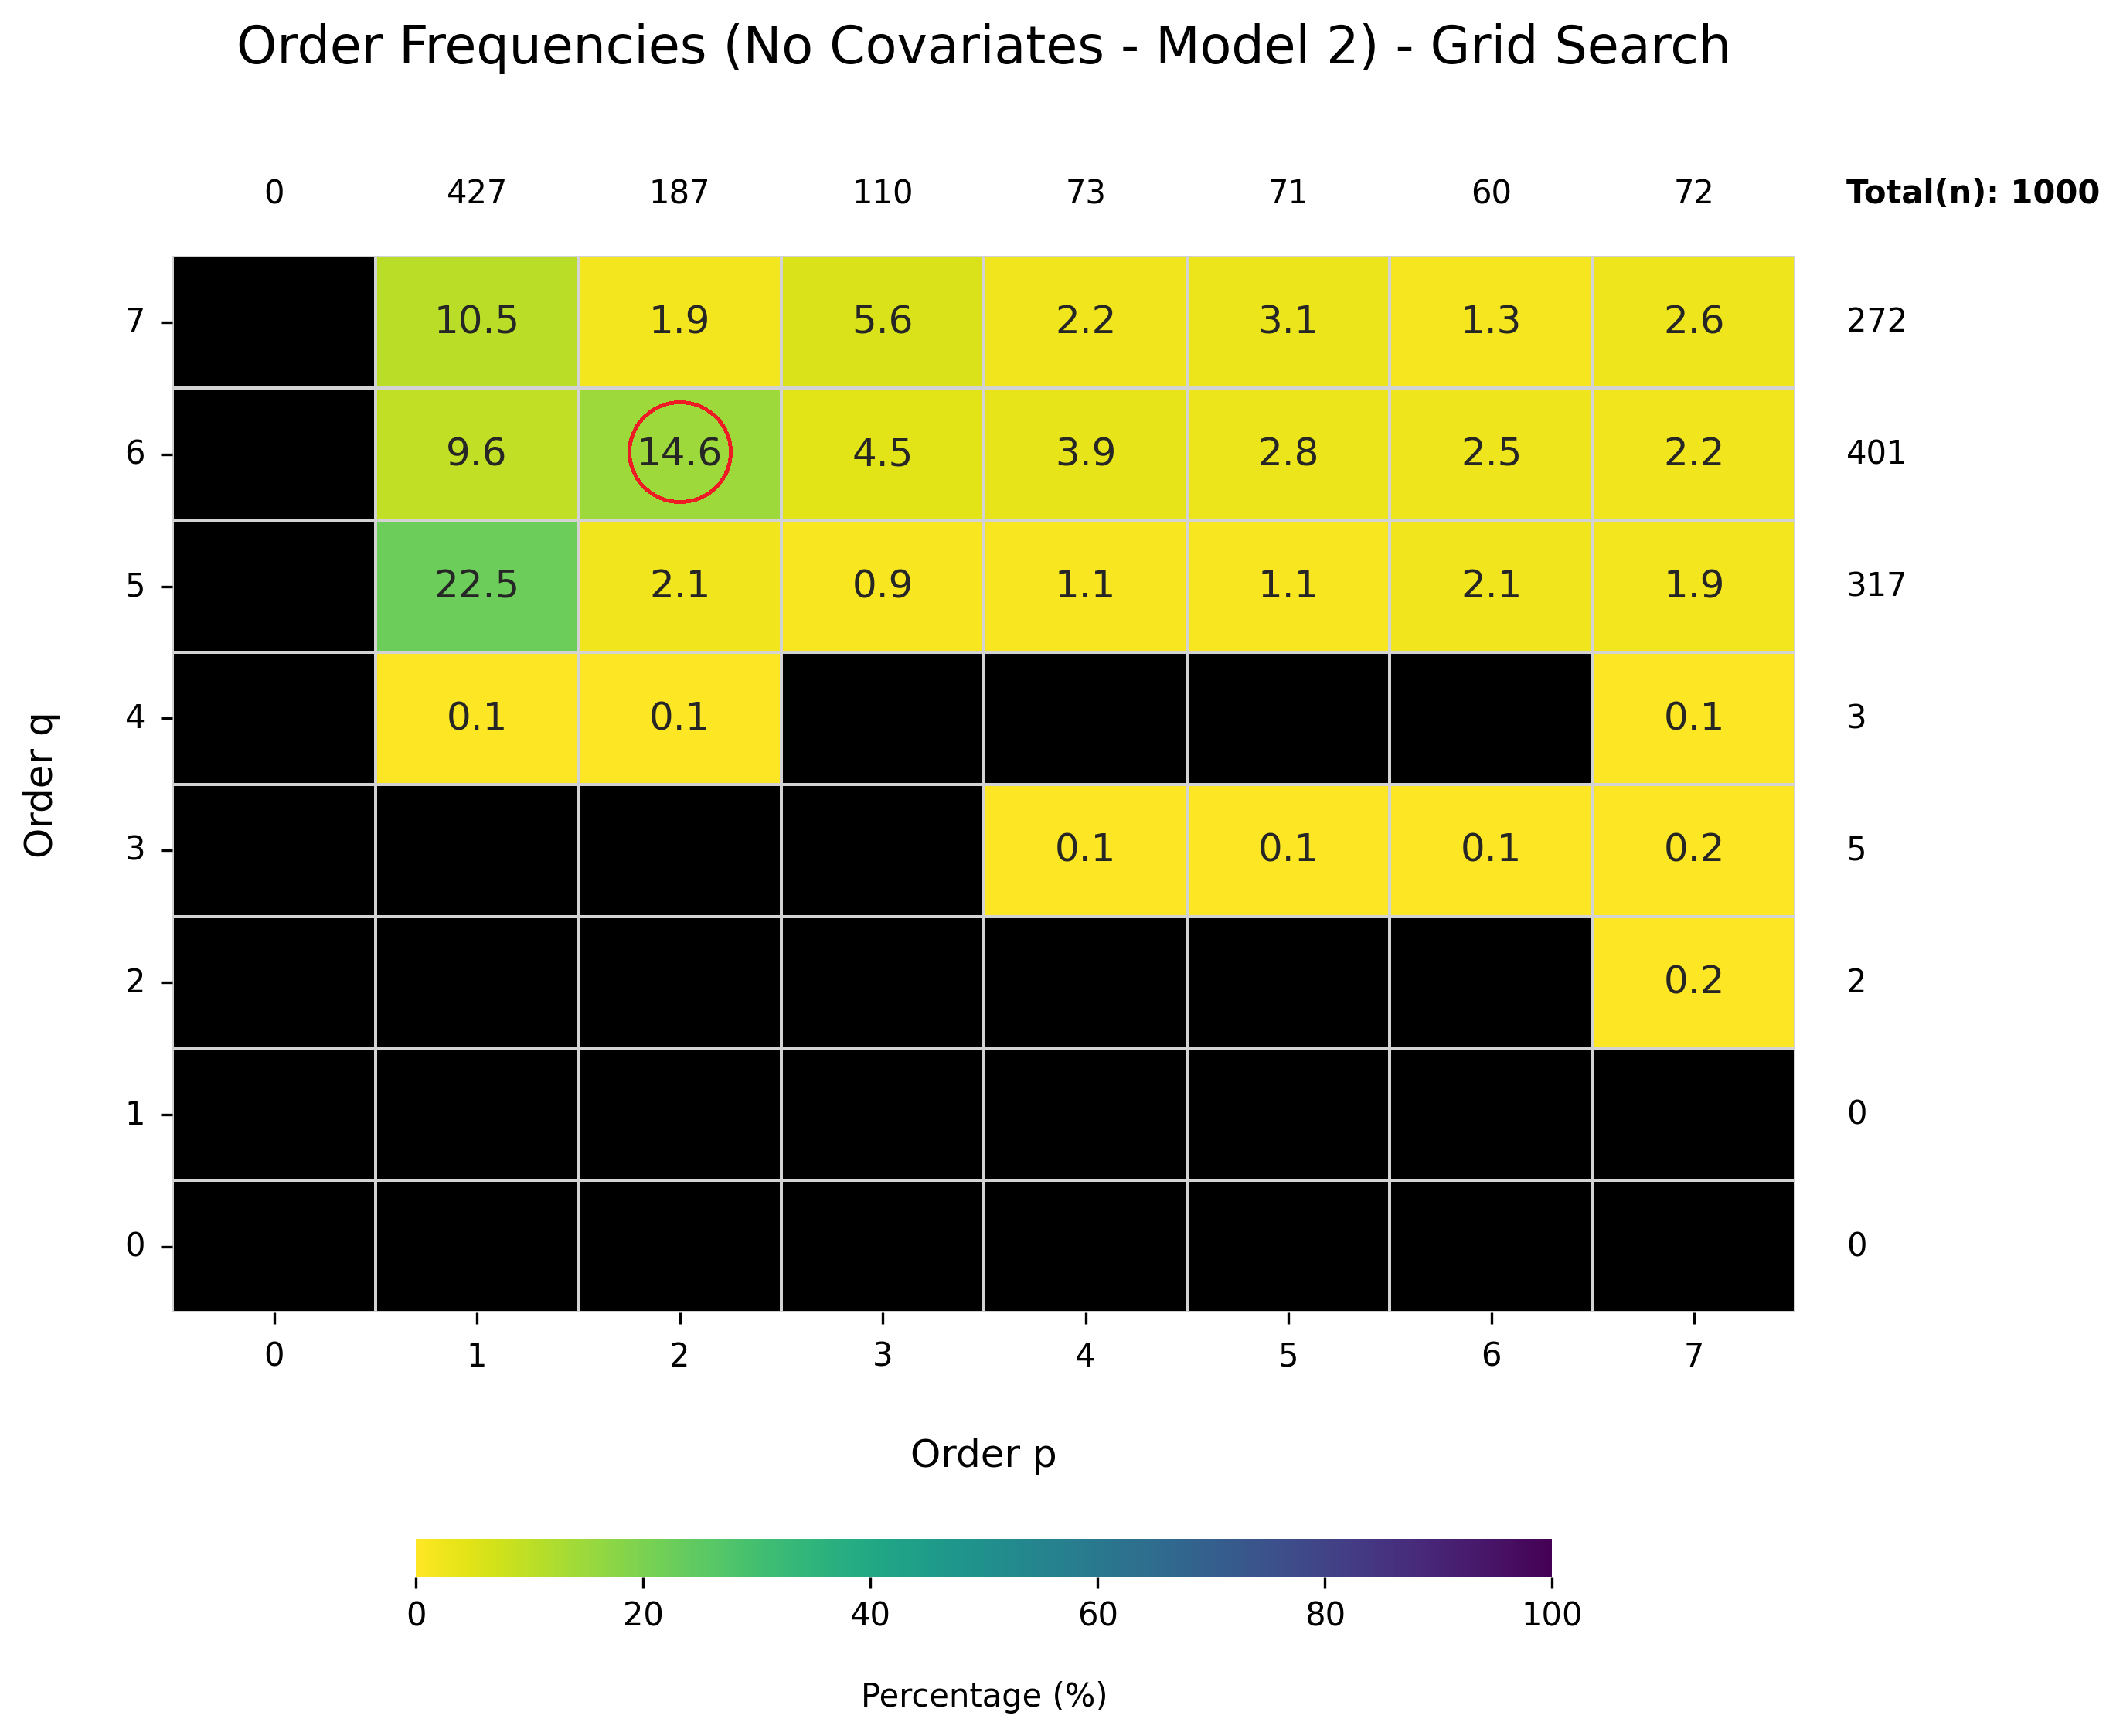 Order Frequencies (No Covariates - Model 2) - Grid Search
0 427 187 110 73 71 60 72 Total(n): 1000
7 10.5 1.9 5.6 2.2 3.1 1.3 2.6 272
6 9.6 14.6 4.5 3.9 2.8 2.5 2.2 401
5 22.5 2.1 0.9 1.1 1.1 2.1 1.9 317
4 0.1 0.1 0.1 3
3 0.1 0.1 0.1 0.2 5
2 0.2 2
1 0
0 0
Order q
0 1 2 3 4 5 6 7
Order p
0 20 40 60 80 100
Percentage (%)